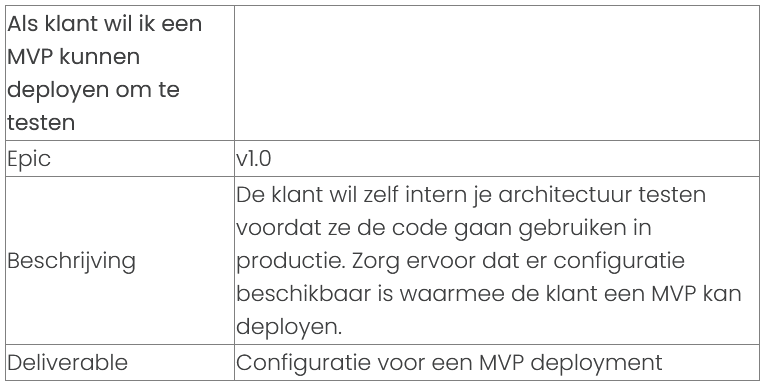 Als klant wil ik een
MVP kunnen
deployen om te
testen
Epic
v1.0
Beschrijving
De klant wil zelf intern je architectuur testen
voordat ze de code gaan gebruiken in
productie. Zorg ervoor dat er configuratie
beschikbaar is waarmee de klant een MVP kan
deployen.
Deliverable
Configuratie voor een MVP deployment